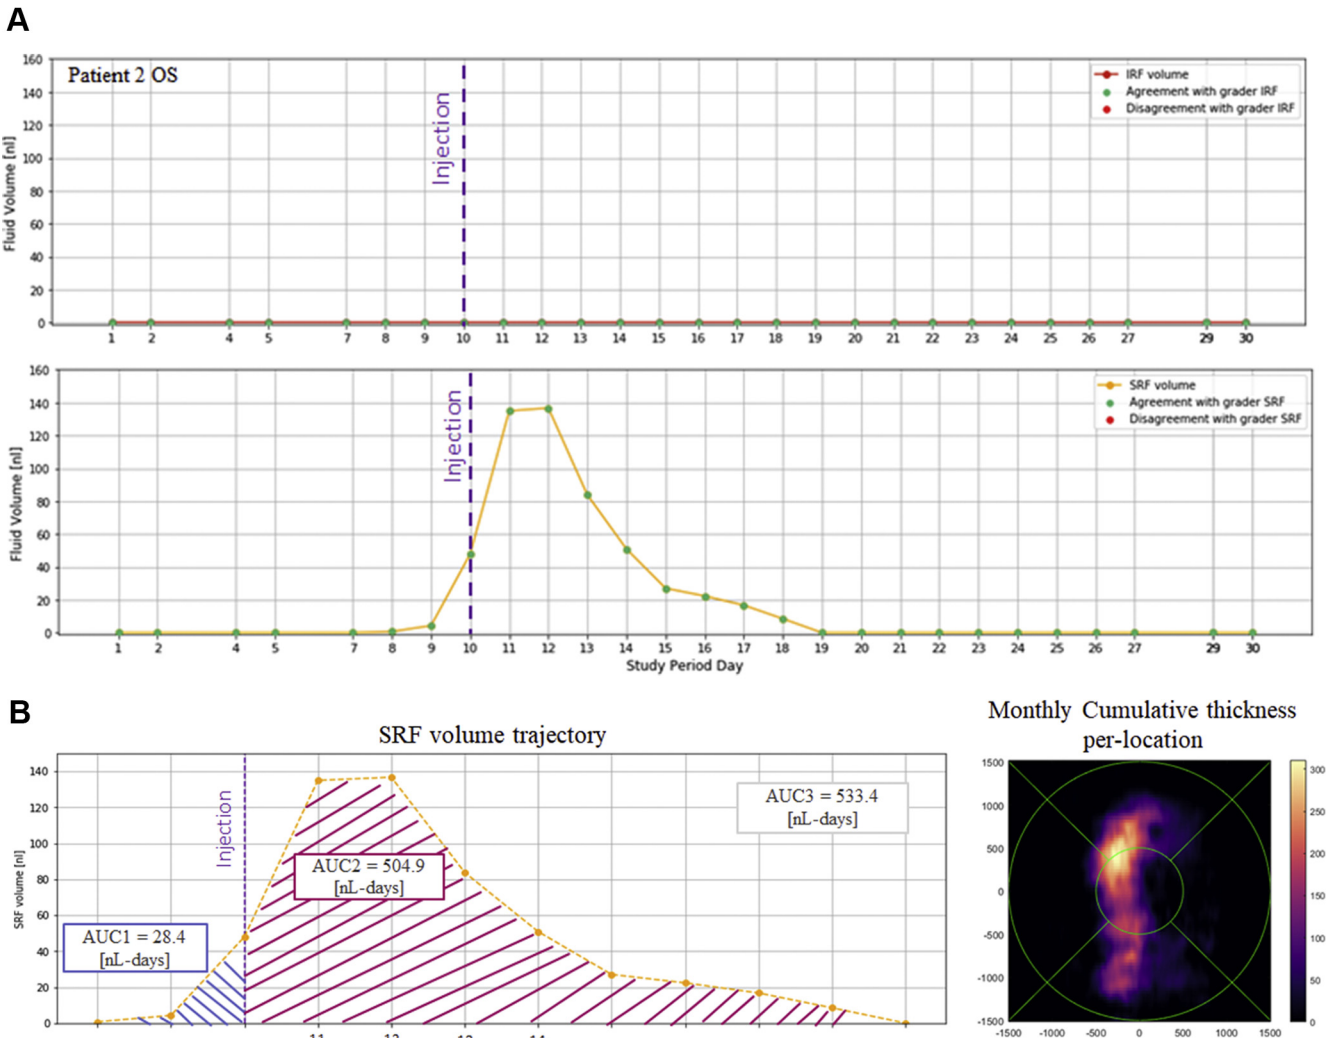 A
160
140
120
100
80
60
40
20
0
Fluid Volume [nl]
Patient 2 OS
Injection
IRF volume
Agreement with grader IRF
Disagreement with grader IRF
1 2 4 5 7 8 9 10 11 12 13 14 15 16 17 18 19 20 21 22 23 24 25 26 27 29 30
160
140
120
100
80
60
40
20
0
Fluid Volume [nl]
Injection
SRF volume
Agreement with grader SRF
Disagreement with grader SRF
1 2 4 5 7 8 9 10 11 12 13 14 15 16 17 18 19 20 21 22 23 24 25 26 27 29 30
Study Period Day
B
SRF volume trajectory
140
120
100
80
60
40
20
0
SRF volume [nl]
Injection
AUC1 = 28.4
[nL-days]
AUC2 = 504.9
[nL-days]
AUC3 = 533.4
[nL-days]
Monthly Cumulative thickness
per-location
1500
1000
500
0
-500
-1000
-1500
-1500 -1000 -500 0 500 1000 1500
300
250
200
150
100
50
0